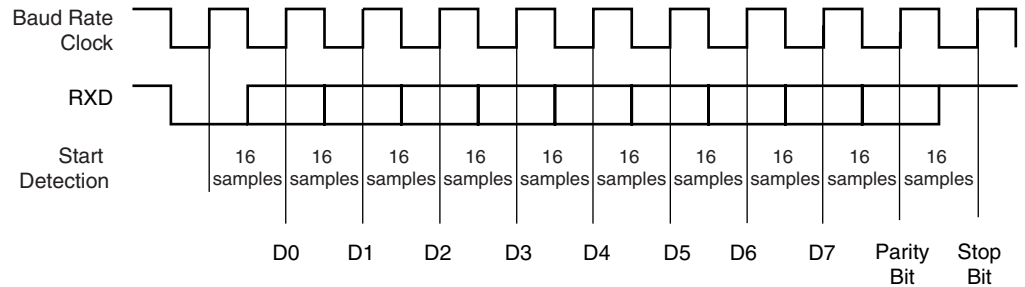 Baud Rate
Clock
RXD
Start
Detection
16 16 16 16 16 16 16 16 16 16
samples samples samples samples samples samples samples samples samples samples
D0 D1 D2 D3 D4 D5 D6 D7 Parity Stop
Bit Bit